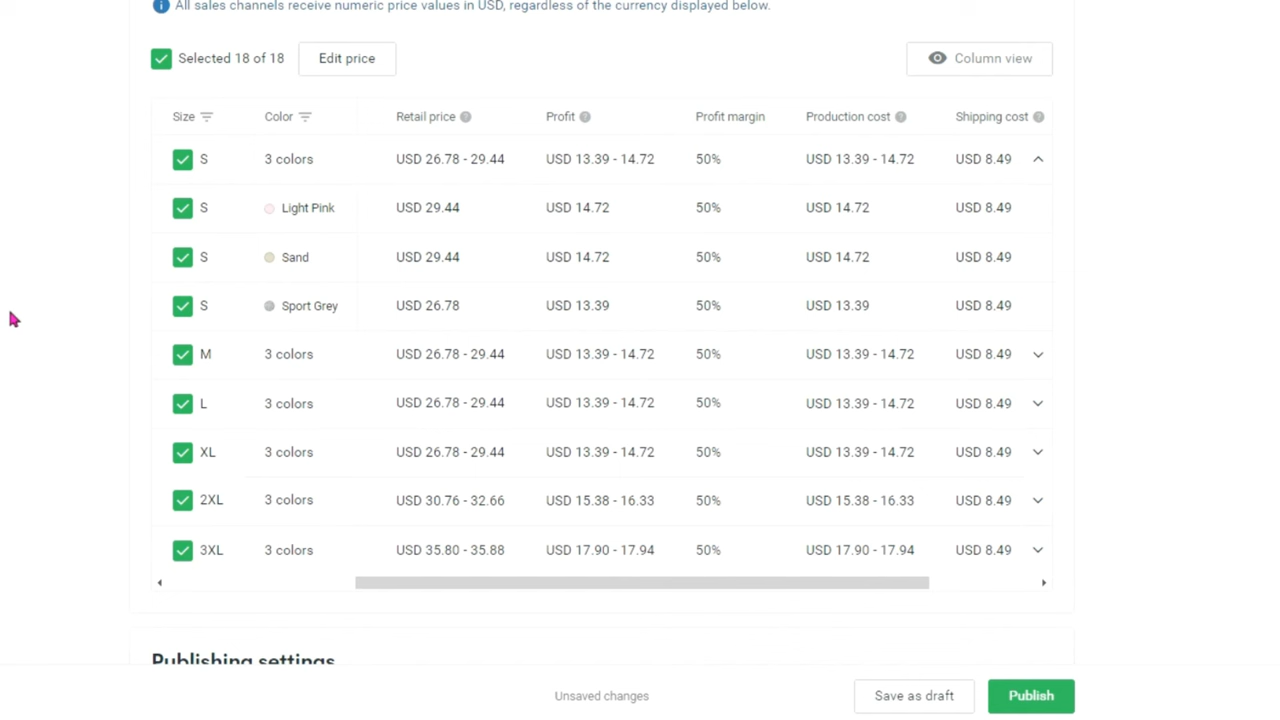 All sales channels receive numeric price values in USD, regardless of the currency displayed below.
Selected 18 of 18 Edit price Column view
Size Color Retail price Profit Profit margin Production cost Shipping cost
S 3 colors USD 26.78 - 29.44 USD 13.39 - 14.72 50% USD 13.39 - 14.72 USD 8.49
S Light Pink USD 29.44 USD 14.72 50% USD 14.72 USD 8.49
S Sand USD 29.44 USD 14.72 50% USD 14.72 USD 8.49
S Sport Grey USD 26.78 USD 13.39 50% USD 13.39 USD 8.49
M 3 colors USD 26.78 - 29.44 USD 13.39 - 14.72 50% USD 13.39 - 14.72 USD 8.49
L 3 colors USD 26.78 - 29.44 USD 13.39 - 14.72 50% USD 13.39 - 14.72 USD 8.49
XL 3 colors USD 26.78 - 29.44 USD 13.39 - 14.72 50% USD 13.39 - 14.72 USD 8.49
2XL 3 colors USD 30.76 - 32.66 USD 15.38 - 16.33 50% USD 15.38 - 16.33 USD 8.49
3XL 3 colors USD 35.80 - 35.88 USD 17.90 - 17.94 50% USD 17.90 - 17.94 USD 8.49
Publishing settings
Unsaved changes Save as draft Publish